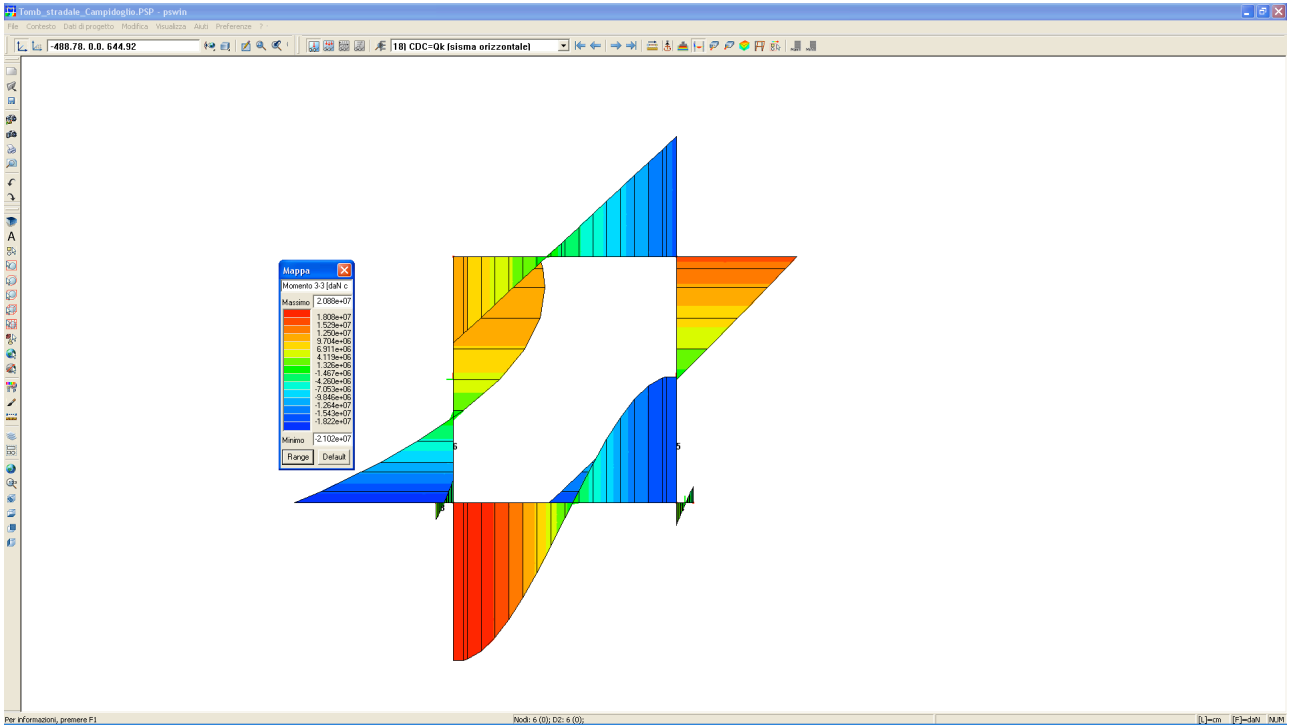 Tomb_stradale_Campidoglio.PSP - pswin
File Contesto Dati di progetto Modifica Visualizza Aiuti Preferenze ?
-488.78. 0.0. 644.92
18) CDC=Qk (sisma orizzontale)
A
Mappa
Momento 3-3 [daN c
Massimo 2.088e+07
1.808e+07
1.529e+07
1.250e+07
9.704e+06
6.911e+06
4.119e+06
1.326e+06
-1.467e+06
-4.260e+06
-7.053e+06
-9.846e+06
-1.264e+07
-1.543e+07
-1.822e+07
Minimo -2.102e+07
Range Default
6
5
Per informazioni, premere F1
Nodi: 6 (0); D2: 6 (0);
[L]=cm [F]=daN NUM